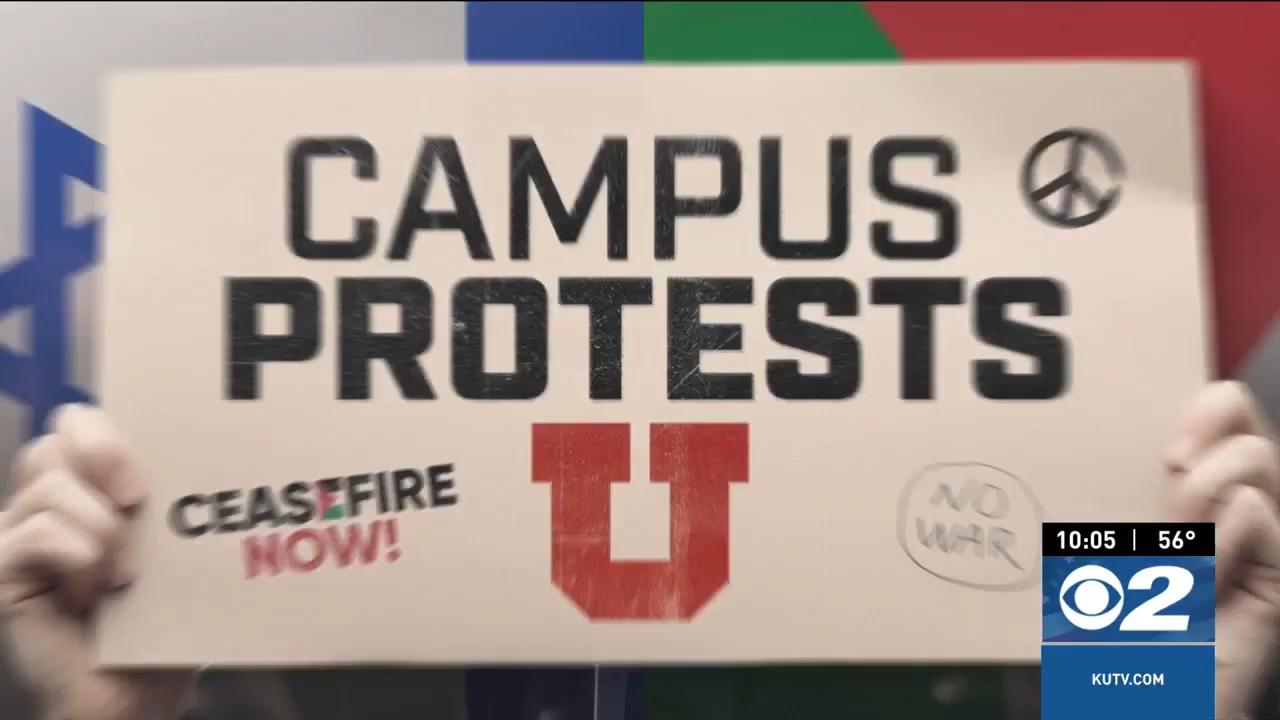 CAMPUS
PROTESTS
U
CEASEFIRE
NOW!
NO
WAR
10:05 | 56°
2
KUTV.COM